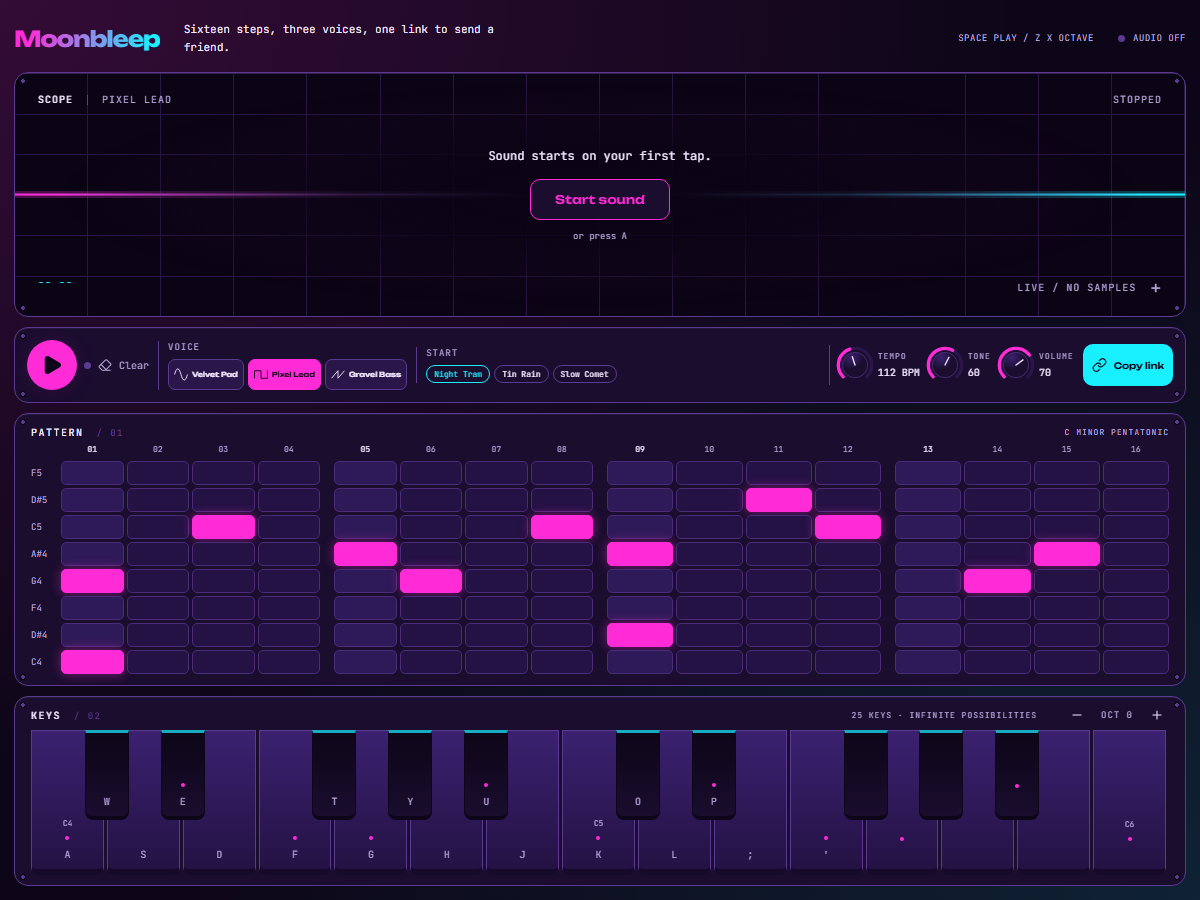 Moonbleep
Sixteen steps, three voices, one link to send a
friend.
SPACE PLAY / Z X OCTAVE
AUDIO OFF
SCOPE
PIXEL LEAD
STOPPED
Sound starts on your first tap.
Start sound
or press A
-- --
LIVE / NO SAMPLES +
Clear
VOICE
Velvet Pad
Pixel Lead
Gravel Bass
START
Night Tram
Tin Rain
Slow Comet
TEMPO
112 BPM
TONE
60
VOLUME
70
Copy link
PATTERN / 01
C MINOR PENTATONIC
01 02 03 04 05 06 07 08 09 10 11 12 13 14 15 16
F5
D#5
C5
A#4
G4
F4
D#4
C4
KEYS / 02
25 KEYS · INFINITE POSSIBILITIES
— OCT 0 +
W E T Y U O P
C4 C5 C6
A S D F G H J K L ; '